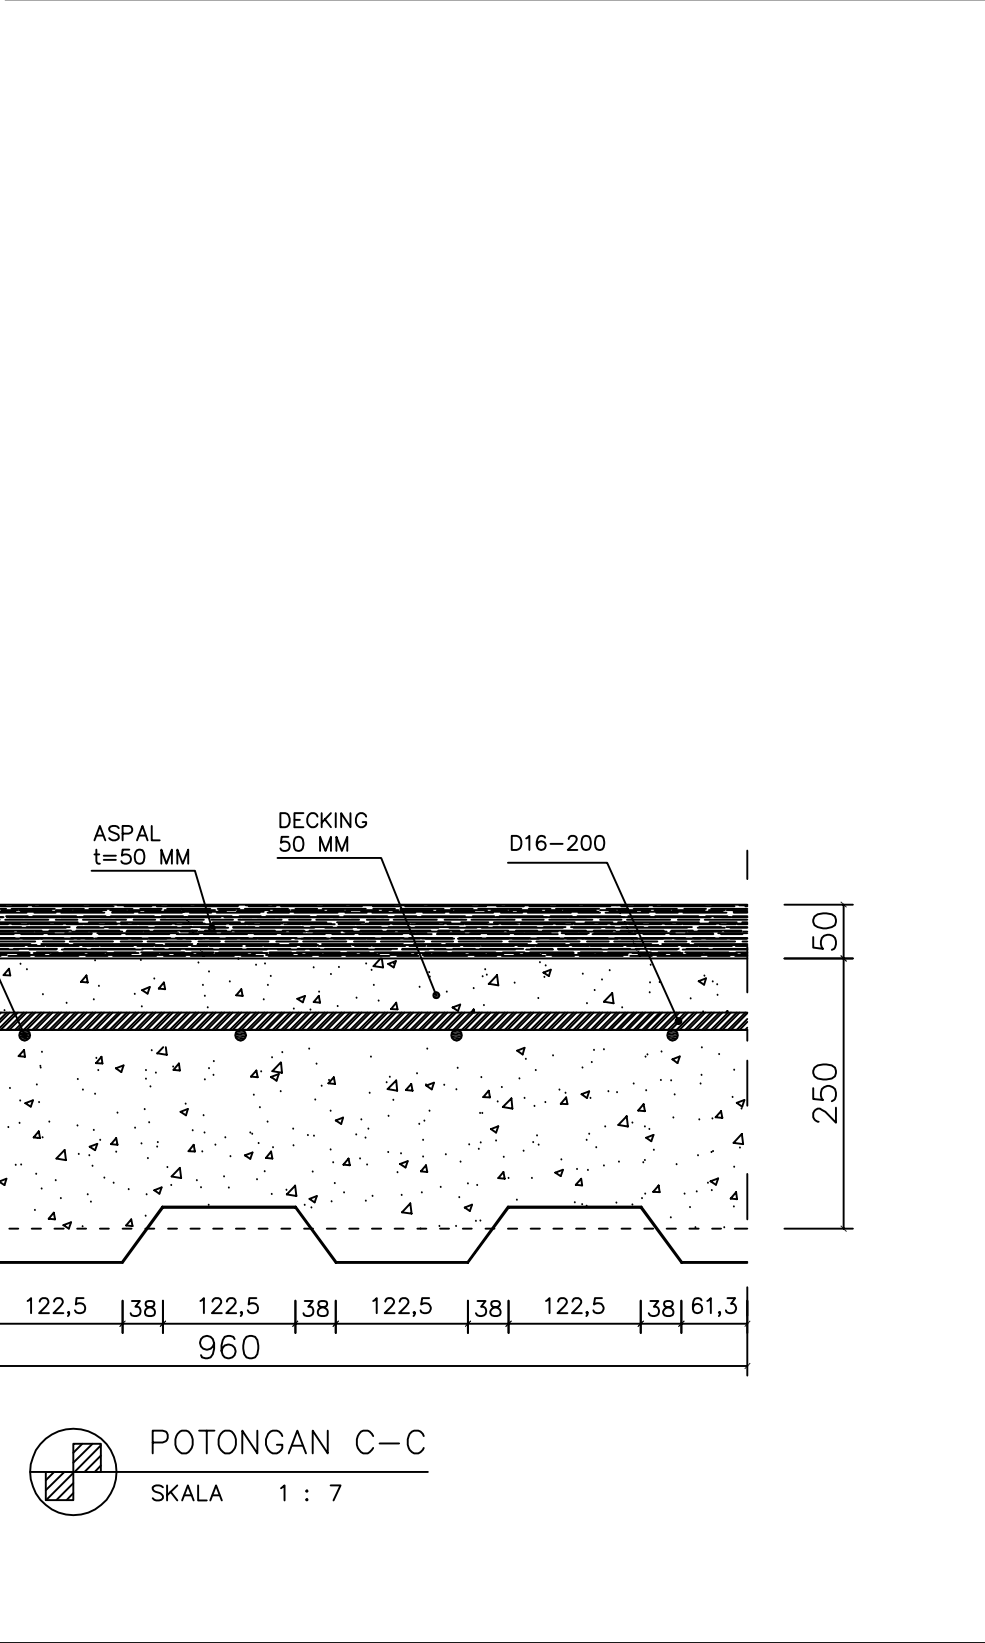 DECKING
50 MM
ASPAL
t=50 MM
D16-200
50
250
122,5 38 122,5 38 122,5 38 122,5 38 61,3
960
POTONGAN C-C
SKALA 1 : 7